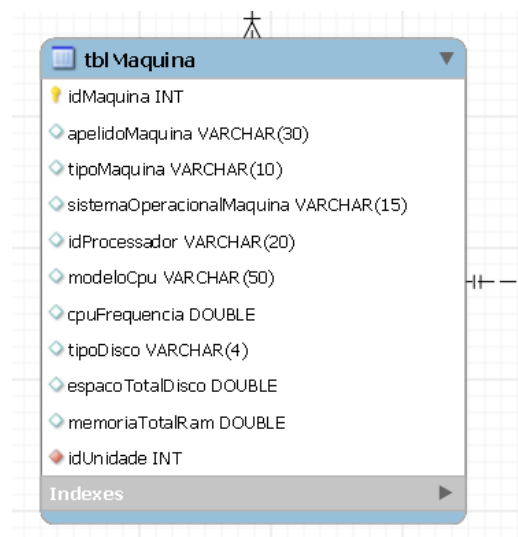 tblMaquina
idMaquina INT
apelidoMaquina VARCHAR(30)
tipoMaquina VARCHAR(10)
sistemaOperacionalMaquina VARCHAR(15)
idProcessador VARCHAR(20)
modeloCpu VARCHAR(50)
cpuFrequencia DOUBLE
tipoDisco VARCHAR(4)
espacoTotalDisco DOUBLE
memoriaTotalRam DOUBLE
idUnidade INT
Indexes